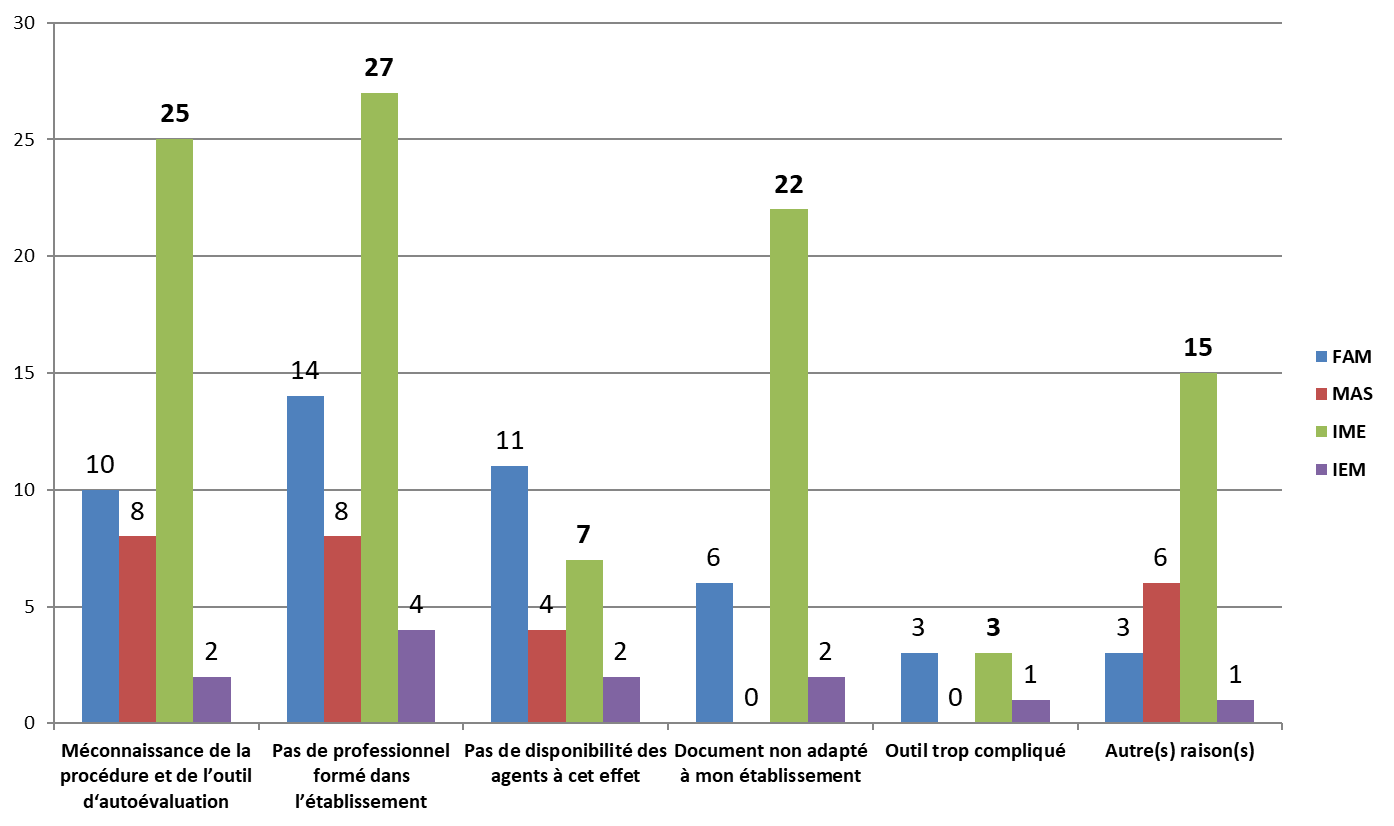 30
25
20
15
10
5
0
10
8
25
2
14
8
27
4
11
4
7
2
6
0
22
2
3
0
3
1
3
6
15
1
Méconnaissance de la
procédure et de l’outil
d‘autoévaluation
Pas de professionnel
formé dans
l’établissement
Pas de disponibilité des
agents à cet effet
Document non adapté
à mon établissement
Outil trop compliqué
Autre(s) raison(s)
FAM
MAS
IME
IEM